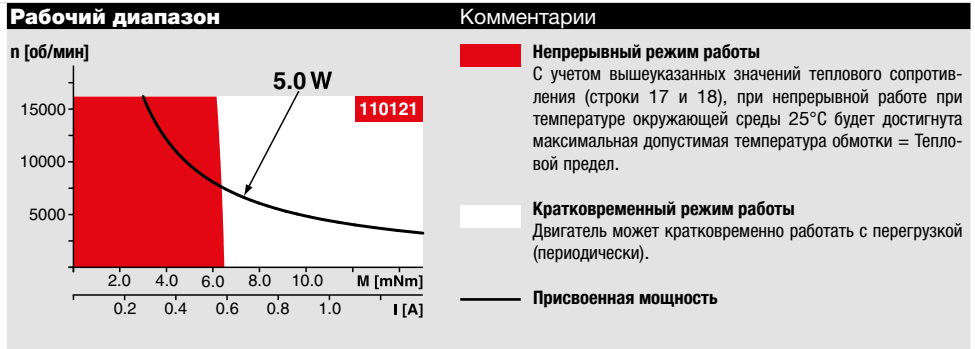 Рабочий диапазон
Комментарии
n [об/мин]
5.0 W
110121
15000
10000
5000
2.0 4.0 6.0 8.0 10.0 M [mNm]
0.2 0.4 0.6 0.8 1.0 I [A]
Непрерывный режим работы
С учетом вышеуказанных значений теплового сопротив-
ления (строки 17 и 18), при непрерывной работе при
температуре окружающей среды 25°C будет достигнута
максимальная допустимая температура обмотки = Тепло-
вой предел.
Кратковременный режим работы
Двигатель может кратковременно работать с перегрузкой
(периодически).
Присвоенная мощность